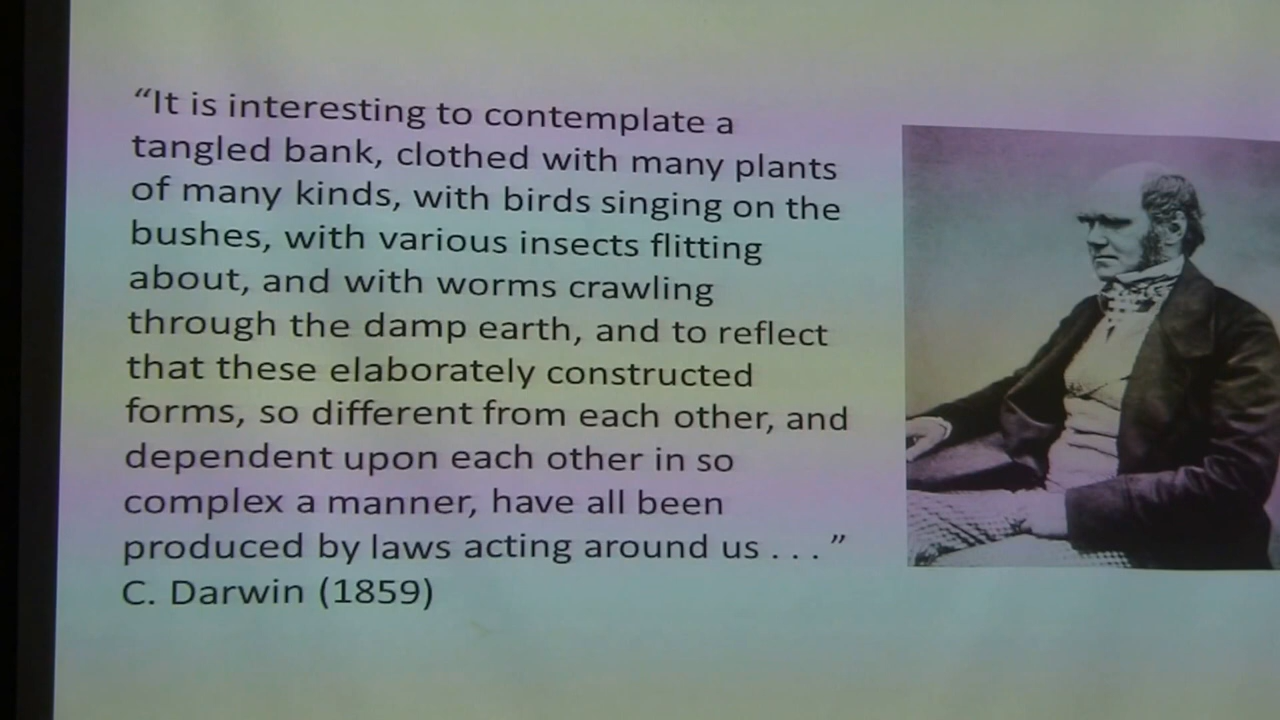 “It is interesting to contemplate a
tangled bank, clothed with many plants
of many kinds, with birds singing on the
bushes, with various insects flitting
about, and with worms crawling
through the damp earth, and to reflect
that these elaborately constructed
forms, so different from each other, and
dependent upon each other in so
complex a manner, have all been
produced by laws acting around us . . . ”
C. Darwin (1859)